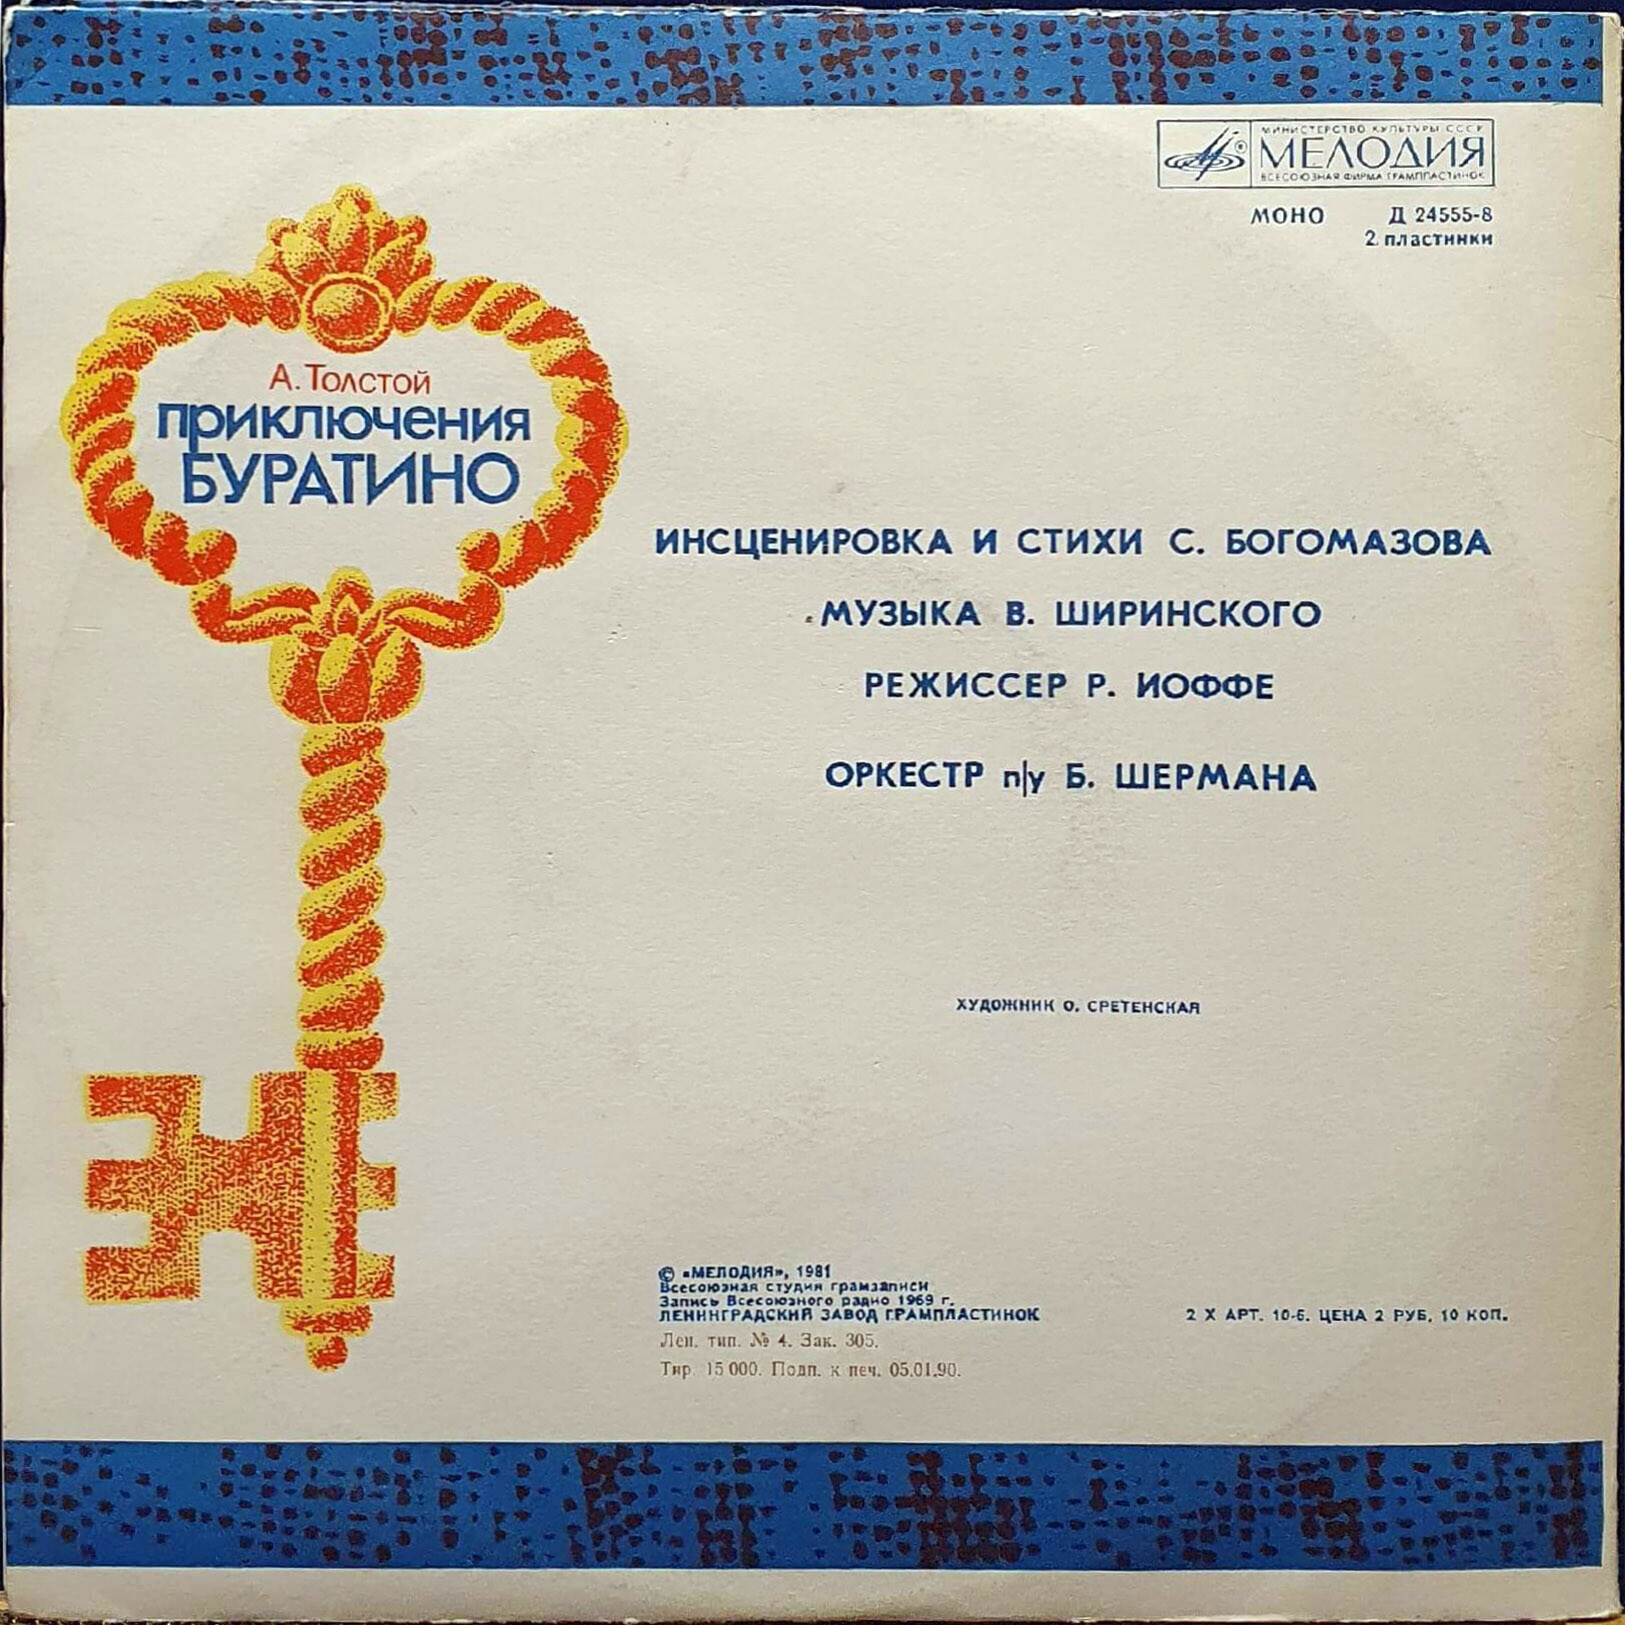 МИНИСТЕРСТВО КУЛЬТУРЫ СССР
МЕЛОДИЯ
ВСЕСОЮЗНАЯ ФИРМА ГРАМПЛАСТИНОК
МОНО Д 24555-8
2 пластинки
А. Толстой
приключения
БУРАТИНО
ИНСЦЕНИРОВКА И СТИХИ С. БОГОМАЗОВА
МУЗЫКА В. ШИРИНСКОГО
РЕЖИССЕР Р. ИОФФЕ
ОРКЕСТР п/у Б. ШЕРМАНА
ХУДОЖНИК О. СРЕТЕНСКАЯ
© «МЕЛОДИЯ», 1981
Всесоюзная студия грамзаписи
Запись Всесоюзного радио 1969 г.
ЛЕНИНГРАДСКИЙ ЗАВОД ГРАМПЛАСТИНОК
2 Х АРТ. 10-6. ЦЕНА 2 РУБ. 10 КОП.
Лен. тип. № 4. Зак. 305.
Тир. 15 000. Подп. к печ. 05.01.90.